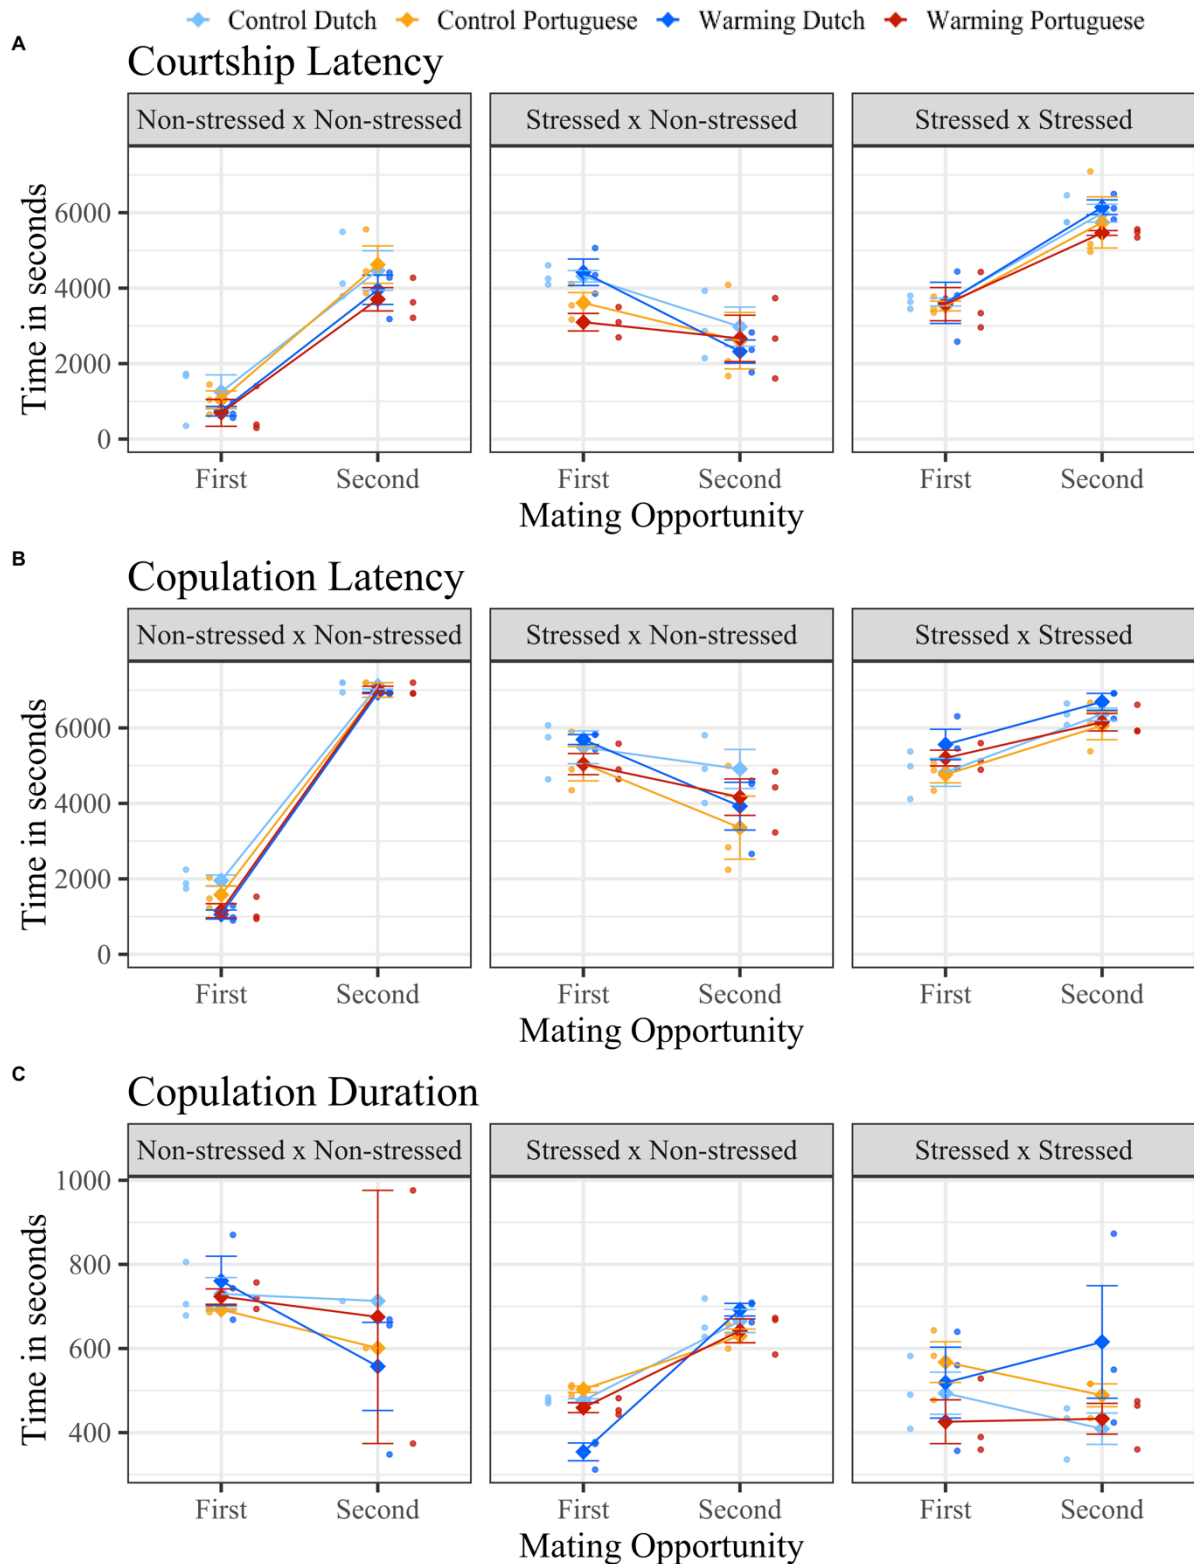 Control Dutch Control Portuguese Warming Dutch Warming Portuguese
A
Courtship Latency
Non-stressed x Non-stressed Stressed x Non-stressed Stressed x Stressed
Time in seconds
6000
4000
2000
0
First Second First Second First Second
Mating Opportunity
B
Copulation Latency
Non-stressed x Non-stressed Stressed x Non-stressed Stressed x Stressed
Time in seconds
6000
4000
2000
0
First Second First Second First Second
Mating Opportunity
C
Copulation Duration
Non-stressed x Non-stressed Stressed x Non-stressed Stressed x Stressed
Time in seconds
1000
800
600
400
First Second First Second First Second
Mating Opportunity